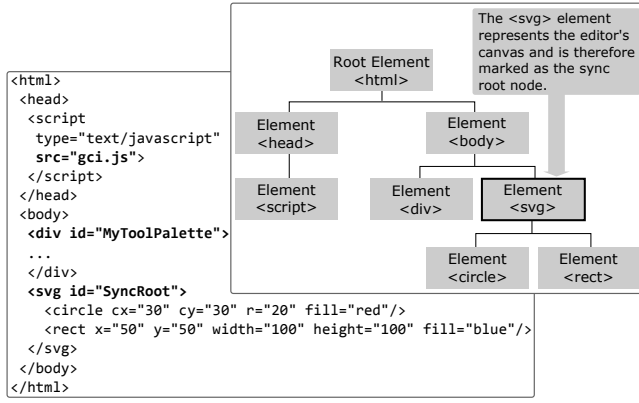 The <svg> element
represents the editor's
canvas and is therefore
marked as the sync
root node.
Root Element
<html>
Element
<head>
Element
<body>
Element
<script>
Element
<div>
Element
<svg>
Element
<circle>
Element
<rect>
<html>
<head>
<script
type="text/javascript"
src="gci.js">
</script>
</head>
<body>
<div id="MyToolPalette">
...
</div>
<svg id="SyncRoot">
<circle cx="30" cy="30" r="20" fill="red"/>
<rect x="50" y="50" width="100" height="100" fill="blue"/>
</svg>
</body>
</html>